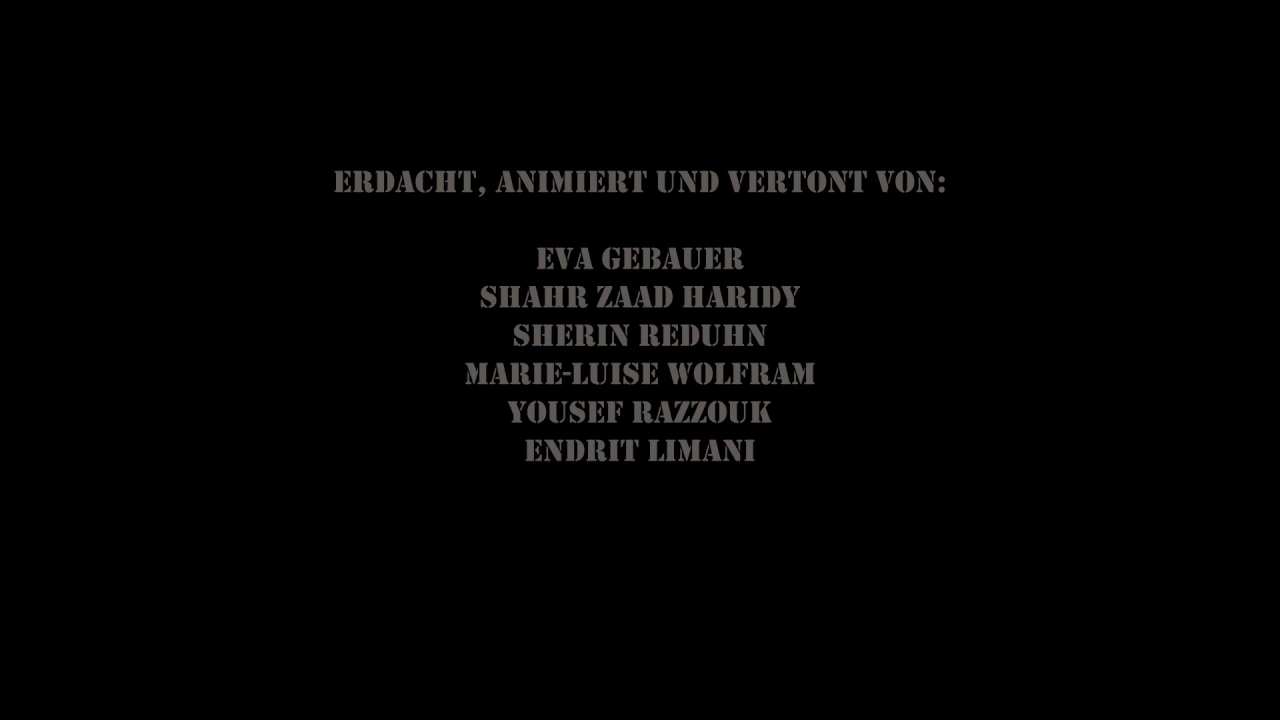 ERDACHT, ANIMIERT UND VERTONT VON:
EVA GEBAUER
SHAHR ZAAD HARIDY
SHERIN REDUHN
MARIE-LUISE WOLFRAM
YOUSEF RAZZOUK
ENDRIT LIMANI